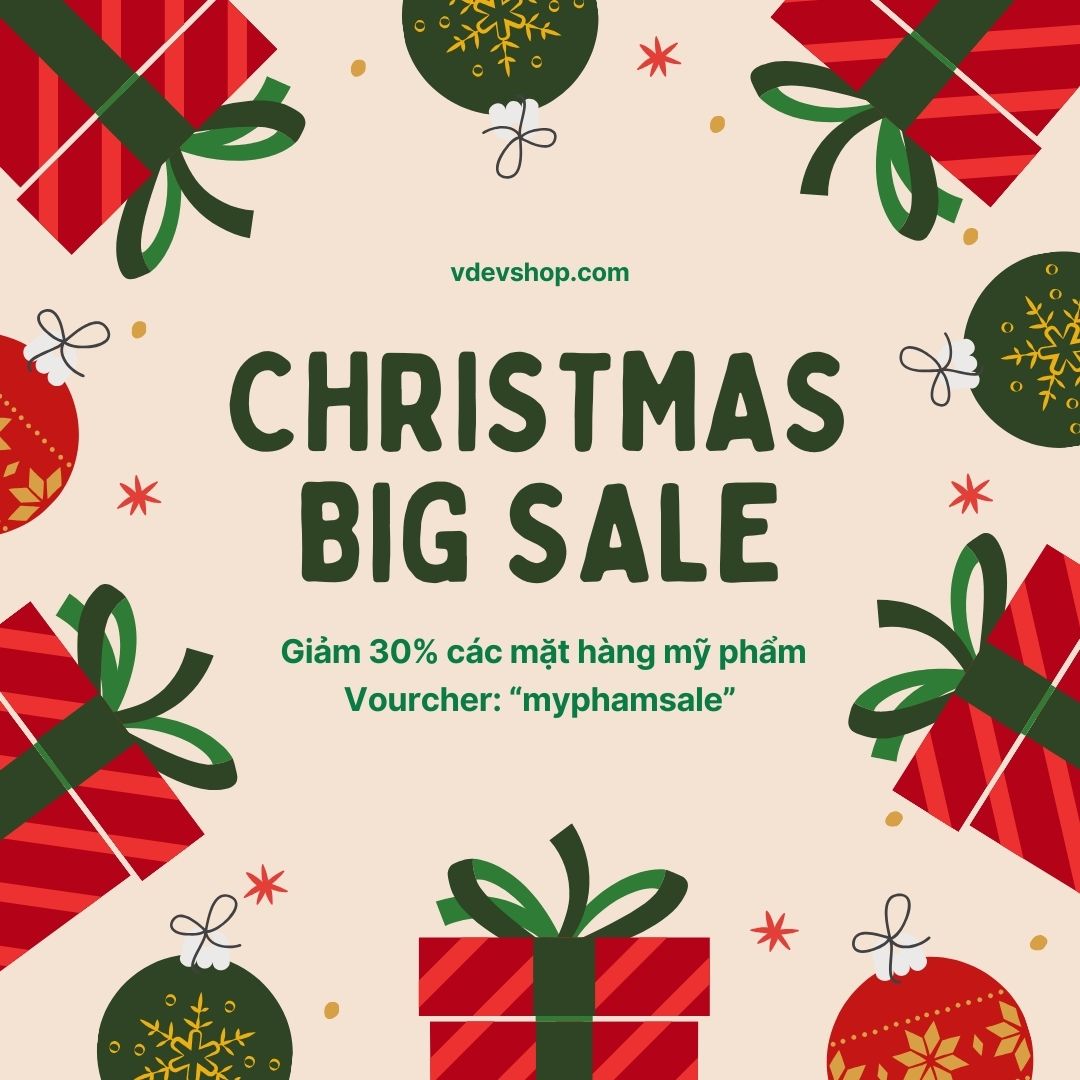 vdevshop.com
CHRISTMAS
BIG SALE
Giảm 30% các mặt hàng mỹ phẩm
Vourcher: “myphamsale”